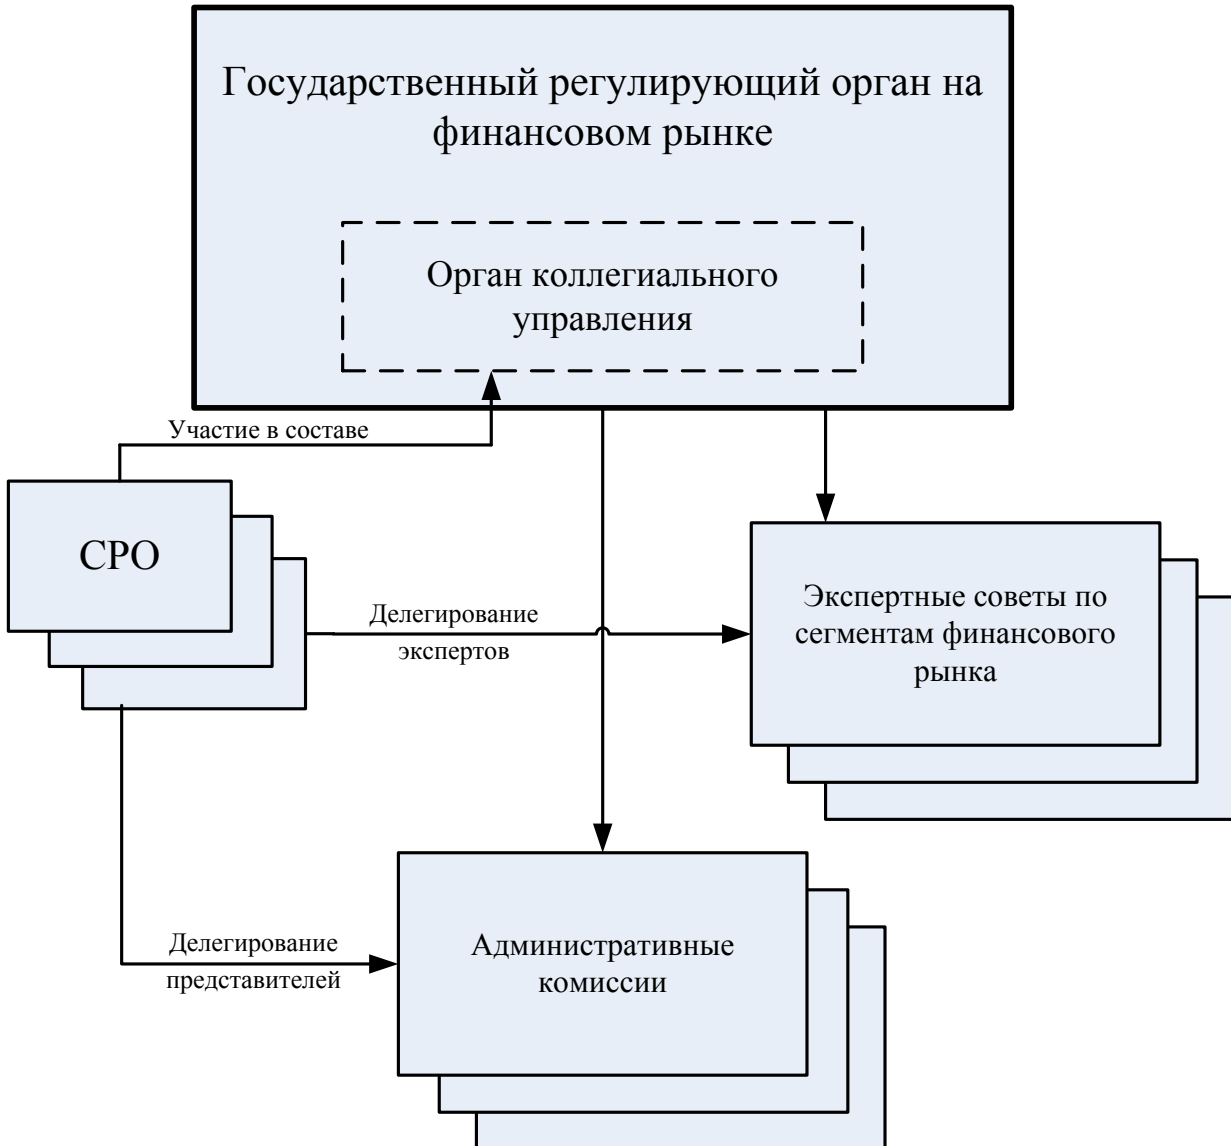 Государственный регулирующий орган на
финансовом рынке
Орган коллегиального
управления
Участие в составе
СРО
Делегирование
экспертов
Экспертные советы по
сегментам финансового
рынка
Делегирование
представителей
Административные
комиссии